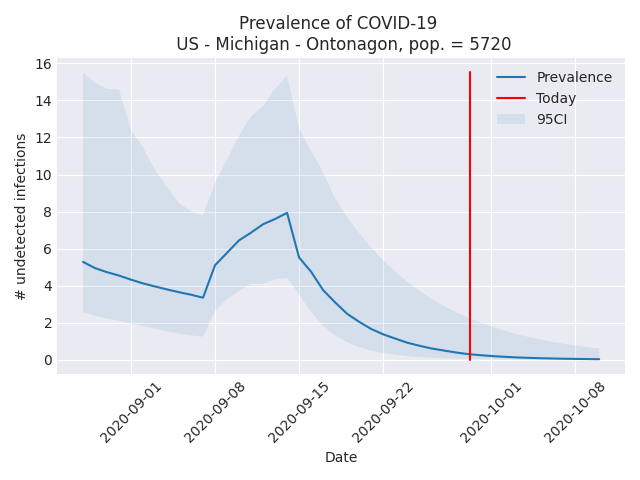 Prevalence of COVID-19
US - Michigan - Ontonagon, pop. = 5720
Prevalence
Today
95CI
# undetected infections
16
14
12
10
8
6
4
2
0
2020-09-01
2020-09-08
2020-09-15
2020-09-22
2020-10-01
2020-10-08
Date